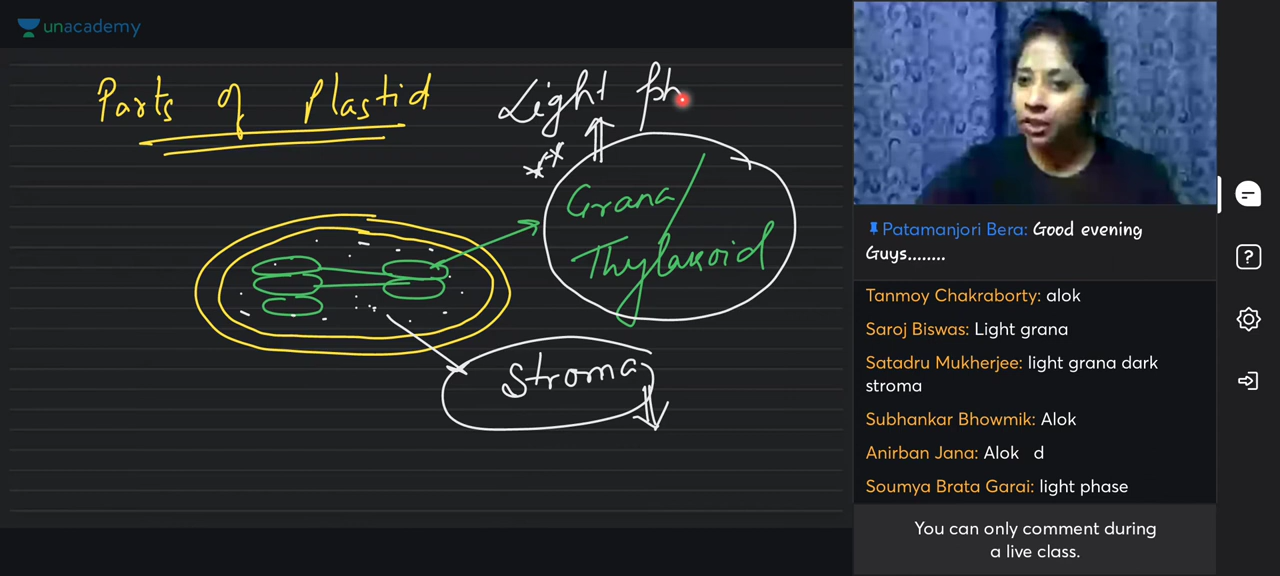 unacademy
Parts of Plastid
Light ph
Grana/
Thylakoid
Stroma
Patamanjori Bera: Good evening
Guys........
Tanmoy Chakraborty: alok
Saroj Biswas: Light grana
Satadru Mukherjee: light grana dark
stroma
Subhankar Bhowmik: Alok
Anirban Jana: Alok d
Soumya Brata Garai: light phase
You can only comment during
a live class.